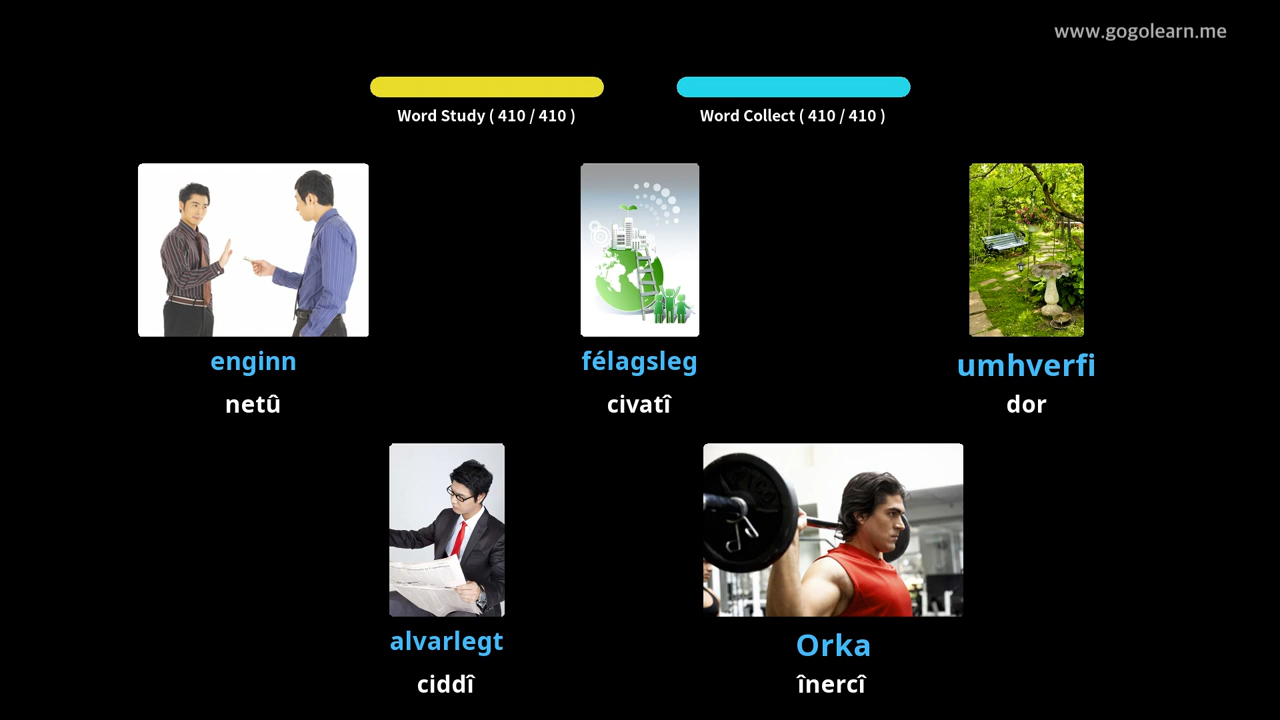 www.gogolearn.me
Word Study ( 410 / 410 )
Word Collect ( 410 / 410 )
enginn
netû
félagsleg
civatî
umhverfi
dor
alvarlegt
ciddî
Orka
înercî